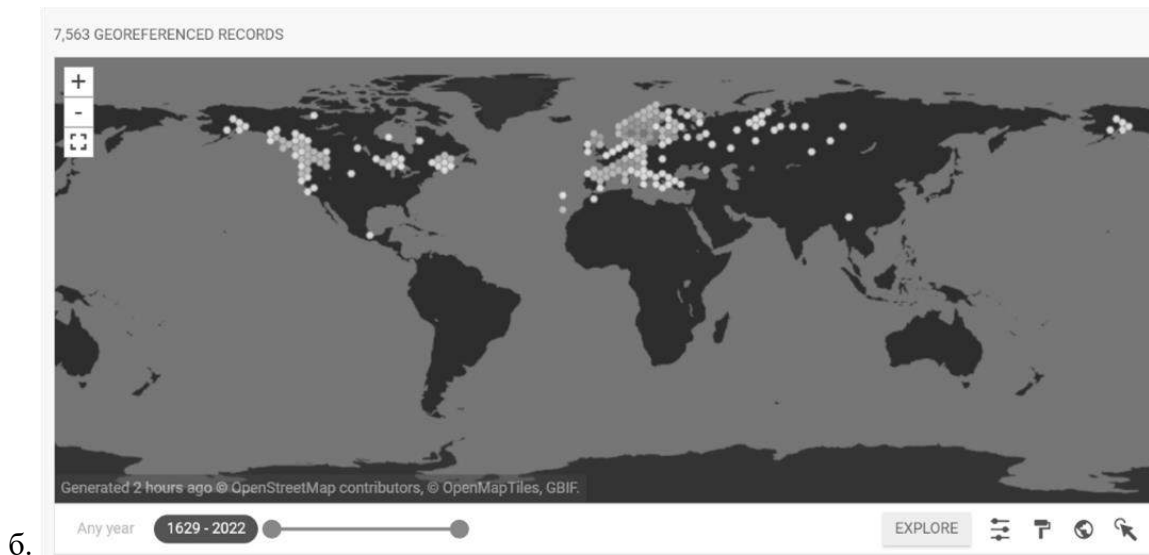 7,563 GEOREFERENCED RECORDS
+
-
Generated 2 hours ago © OpenStreetMap contributors, © OpenMapTiles, GBIF.
Any year 1629 - 2022 EXPLORE
б.